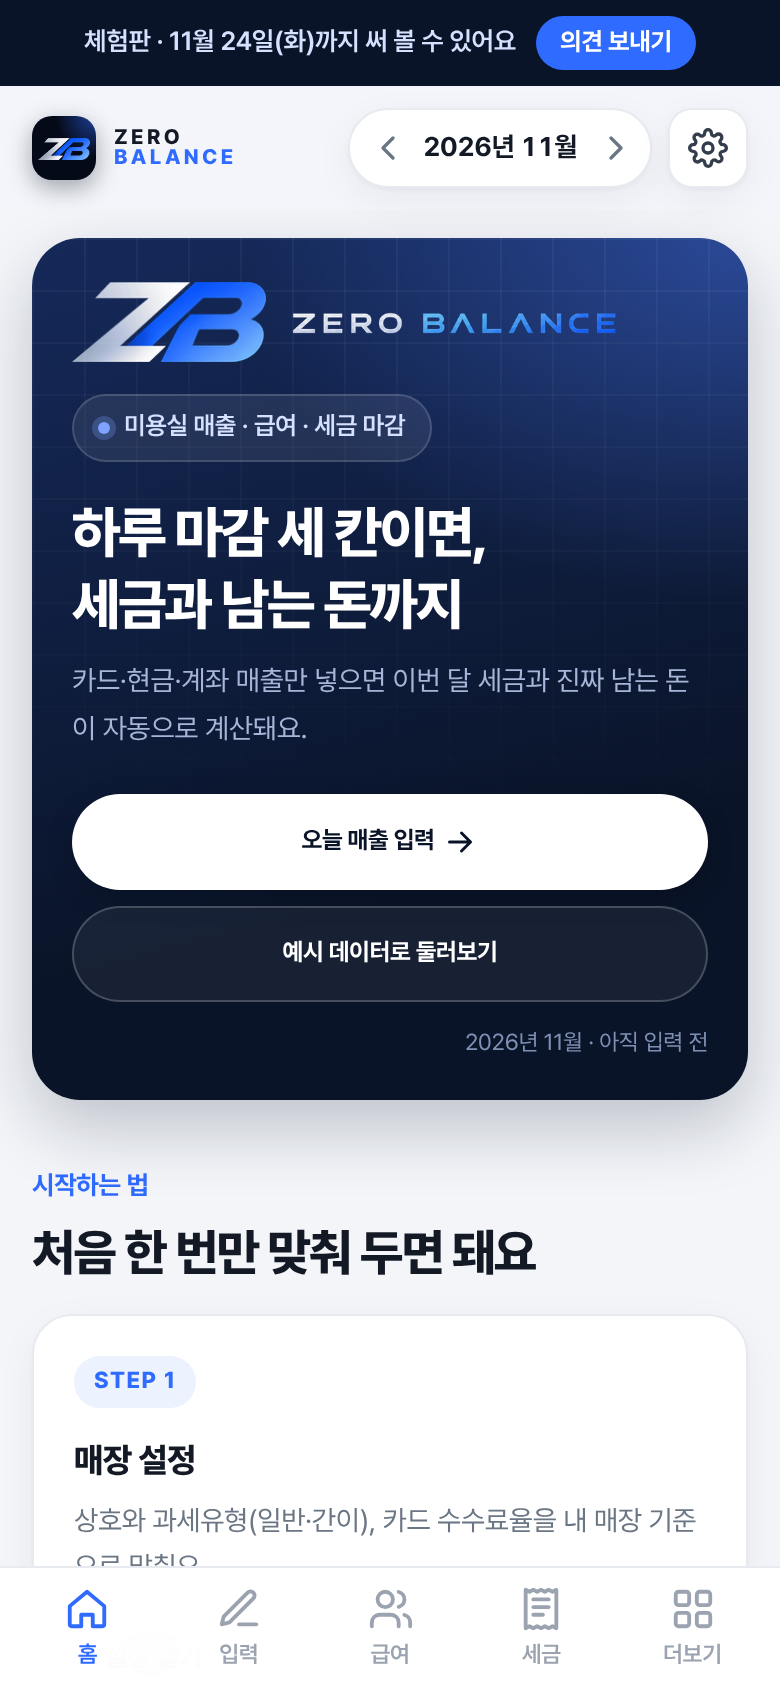 체험판 · 11월 24일(화)까지 써 볼 수 있어요 의견 보내기
ZB ZERO BALANCE
2026년 11월
ZB ZERO BALANCE
미용실 매출 · 급여 · 세금 마감
하루 마감 세 칸이면,
세금과 남는 돈까지
카드·현금·계좌 매출만 넣으면 이번 달 세금과 진짜 남는 돈
이 자동으로 계산돼요.
오늘 매출 입력 →
예시 데이터로 둘러보기
2026년 11월 · 아직 입력 전
시작하는 법
처음 한 번만 맞춰 두면 돼요
STEP 1
매장 설정
상호와 과세유형(일반·간이), 카드 수수료율을 내 매장 기준
으로 맞춰요
홈 입력 급여 세금 더보기